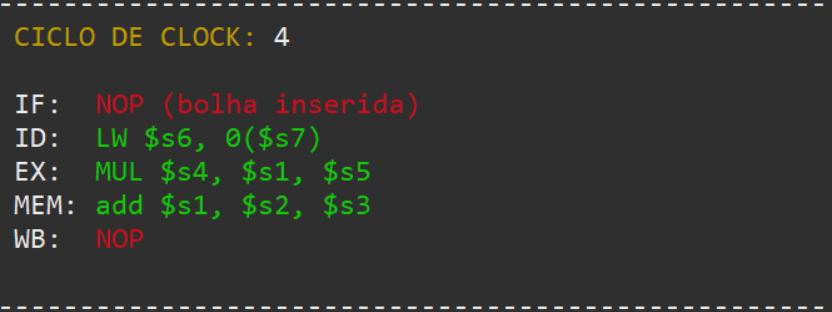 CICLO DE CLOCK: 4
IF: NOP (bolha inserida)
ID: LW $s6, 0($s7)
EX: MUL $s4, $s1, $s5
MEM: add $s1, $s2, $s3
WB: NOP